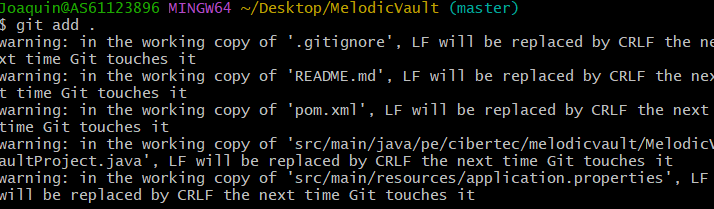 Joaquin@AS61123896 MINGW64 ~/Desktop/MelodicVault (master)
$ git add .
warning: in the working copy of '.gitignore', LF will be replaced by CRLF the ne
xt time Git touches it
warning: in the working copy of 'README.md', LF will be replaced by CRLF the nex
t time Git touches it
warning: in the working copy of 'pom.xml', LF will be replaced by CRLF the next
time Git touches it
warning: in the working copy of 'src/main/java/pe/cibertec/melodicvault/MelodicV
aultProject.java', LF will be replaced by CRLF the next time Git touches it
warning: in the working copy of 'src/main/resources/application.properties', LF
will be replaced by CRLF the next time Git touches it